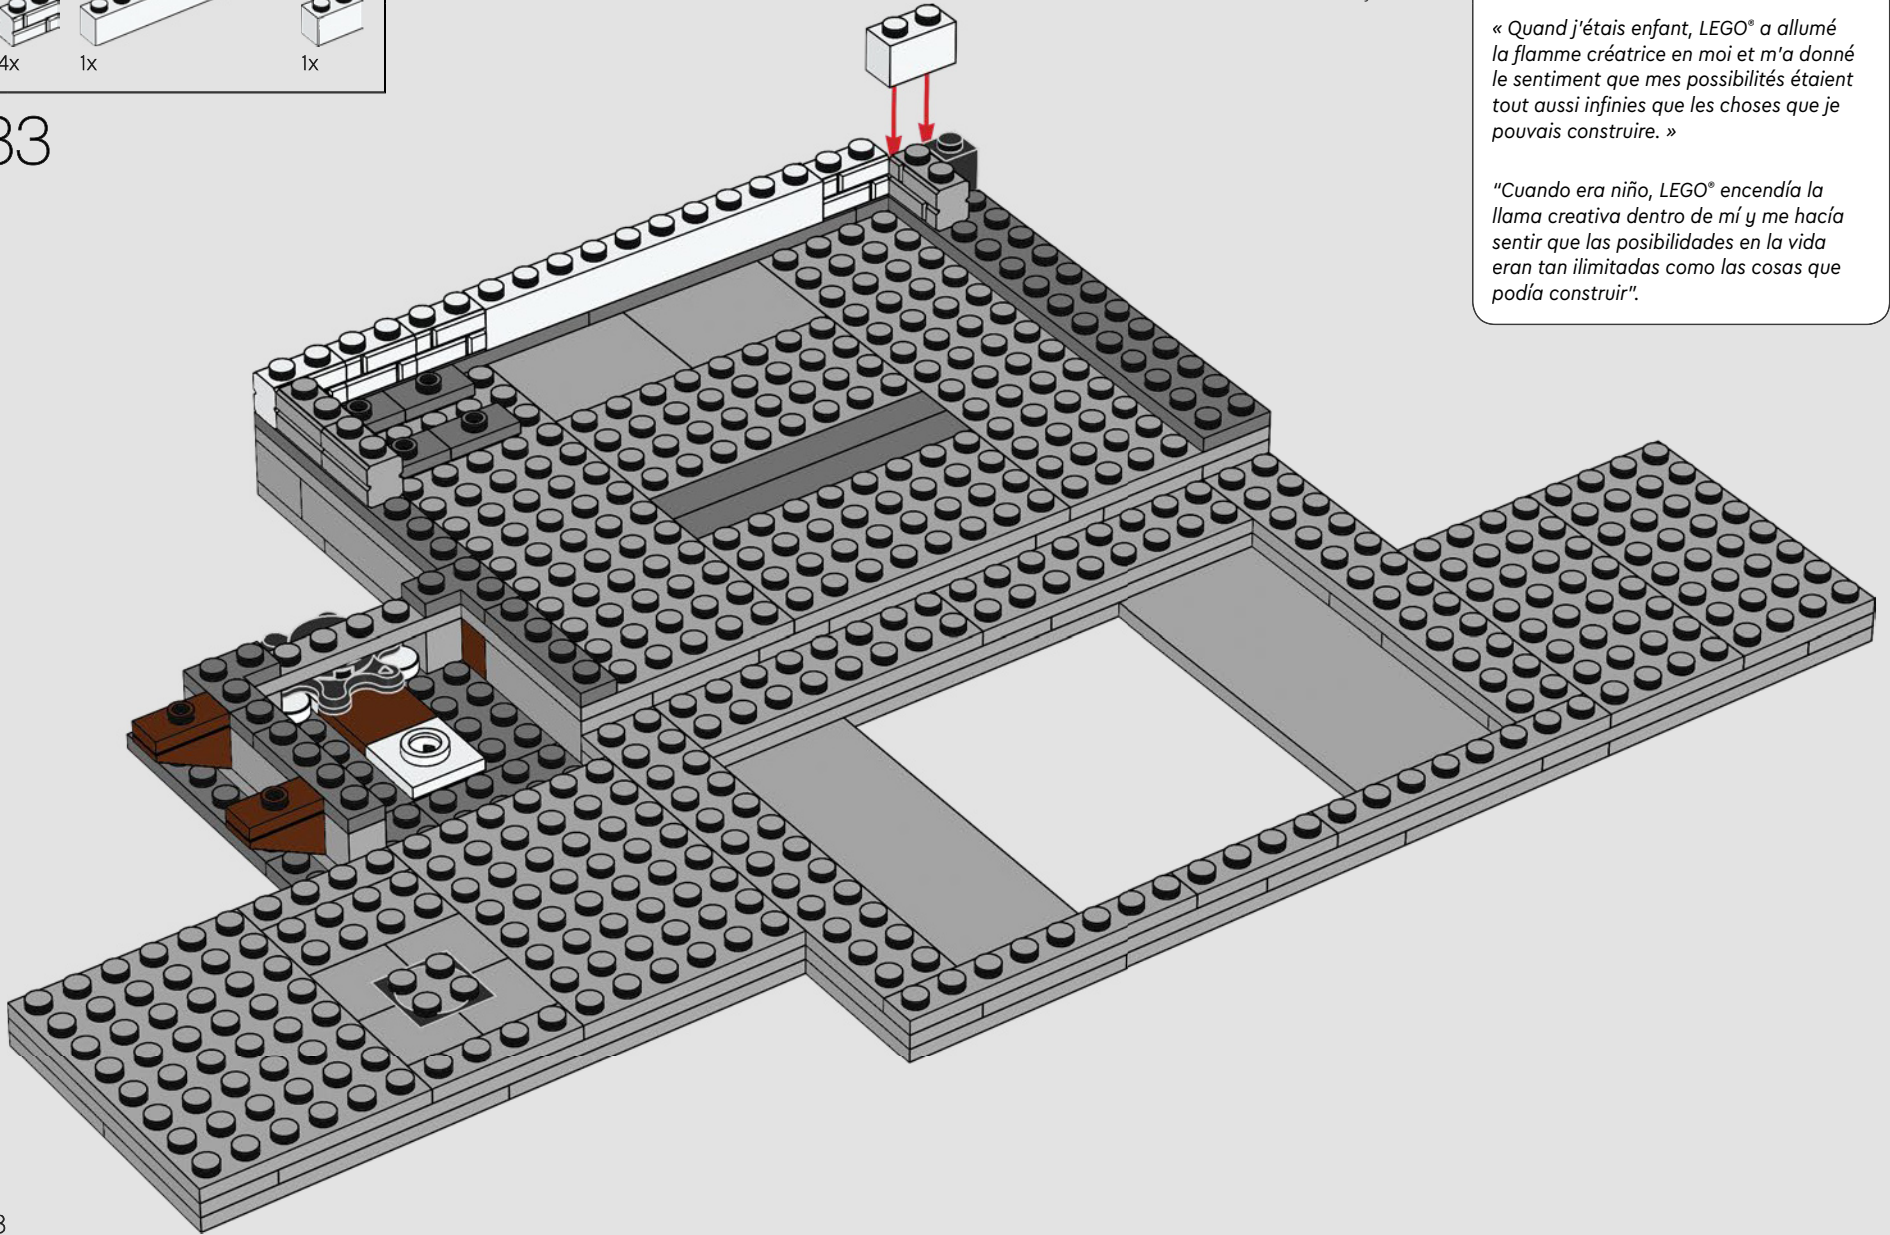 4x 1x 1x
33
« Quand j'étais enfant, LEGO® a allumé
la flamme créatrice en moi et m'a donné
le sentiment que mes possibilités étaient
tout aussi infinies que les choses que je
pouvais construire. »
"Cuando era niño, LEGO® encendía la
llama creativa dentro de mí y me hacía
sentir que las posibilidades en la vida
eran tan ilimitadas como las cosas que
podía construir".